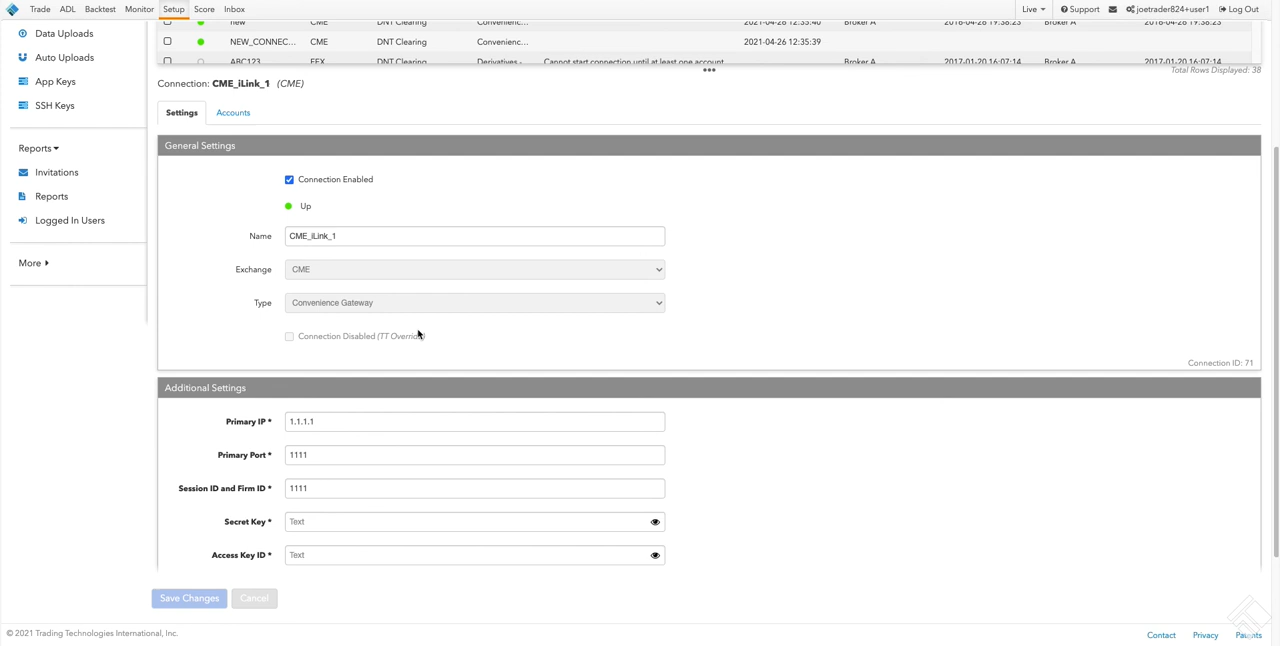 Trade ADL Backtest Monitor Setup Score Inbox Live Support joetrader824+user1 Log Out
new CME DNT Clearing Convenienc... 2021-04-26 12:35:40 Broker A 2016-04-26 19:38:23 Broker A 2016-04-26 19:38:23
Data Uploads
NEW_CONNEC... CME DNT Clearing Convenienc... 2021-04-26 12:35:39
Auto Uploads
ABC123 EEX DNT Clearing Derivatives - Cannot start connection until at least one account Broker A 2017-01-20 16:07:14 Broker A 2017-01-20 16:07:14
Total Rows Displayed: 38
App Keys
Connection: CME_iLink_1 (CME)
SSH Keys
Settings Accounts
Reports
General Settings
Invitations
Connection Enabled
Reports
Up
Logged In Users
Name CME_iLink_1
More
Exchange CME
Type Convenience Gateway
Connection Disabled (TT Override)
Connection ID: 71
Additional Settings
Primary IP * 1.1.1.1
Primary Port * 1111
Session ID and Firm ID * 1111
Secret Key * Text
Access Key ID * Text
Save Changes Cancel
© 2021 Trading Technologies International, Inc.
Contact Privacy Patents